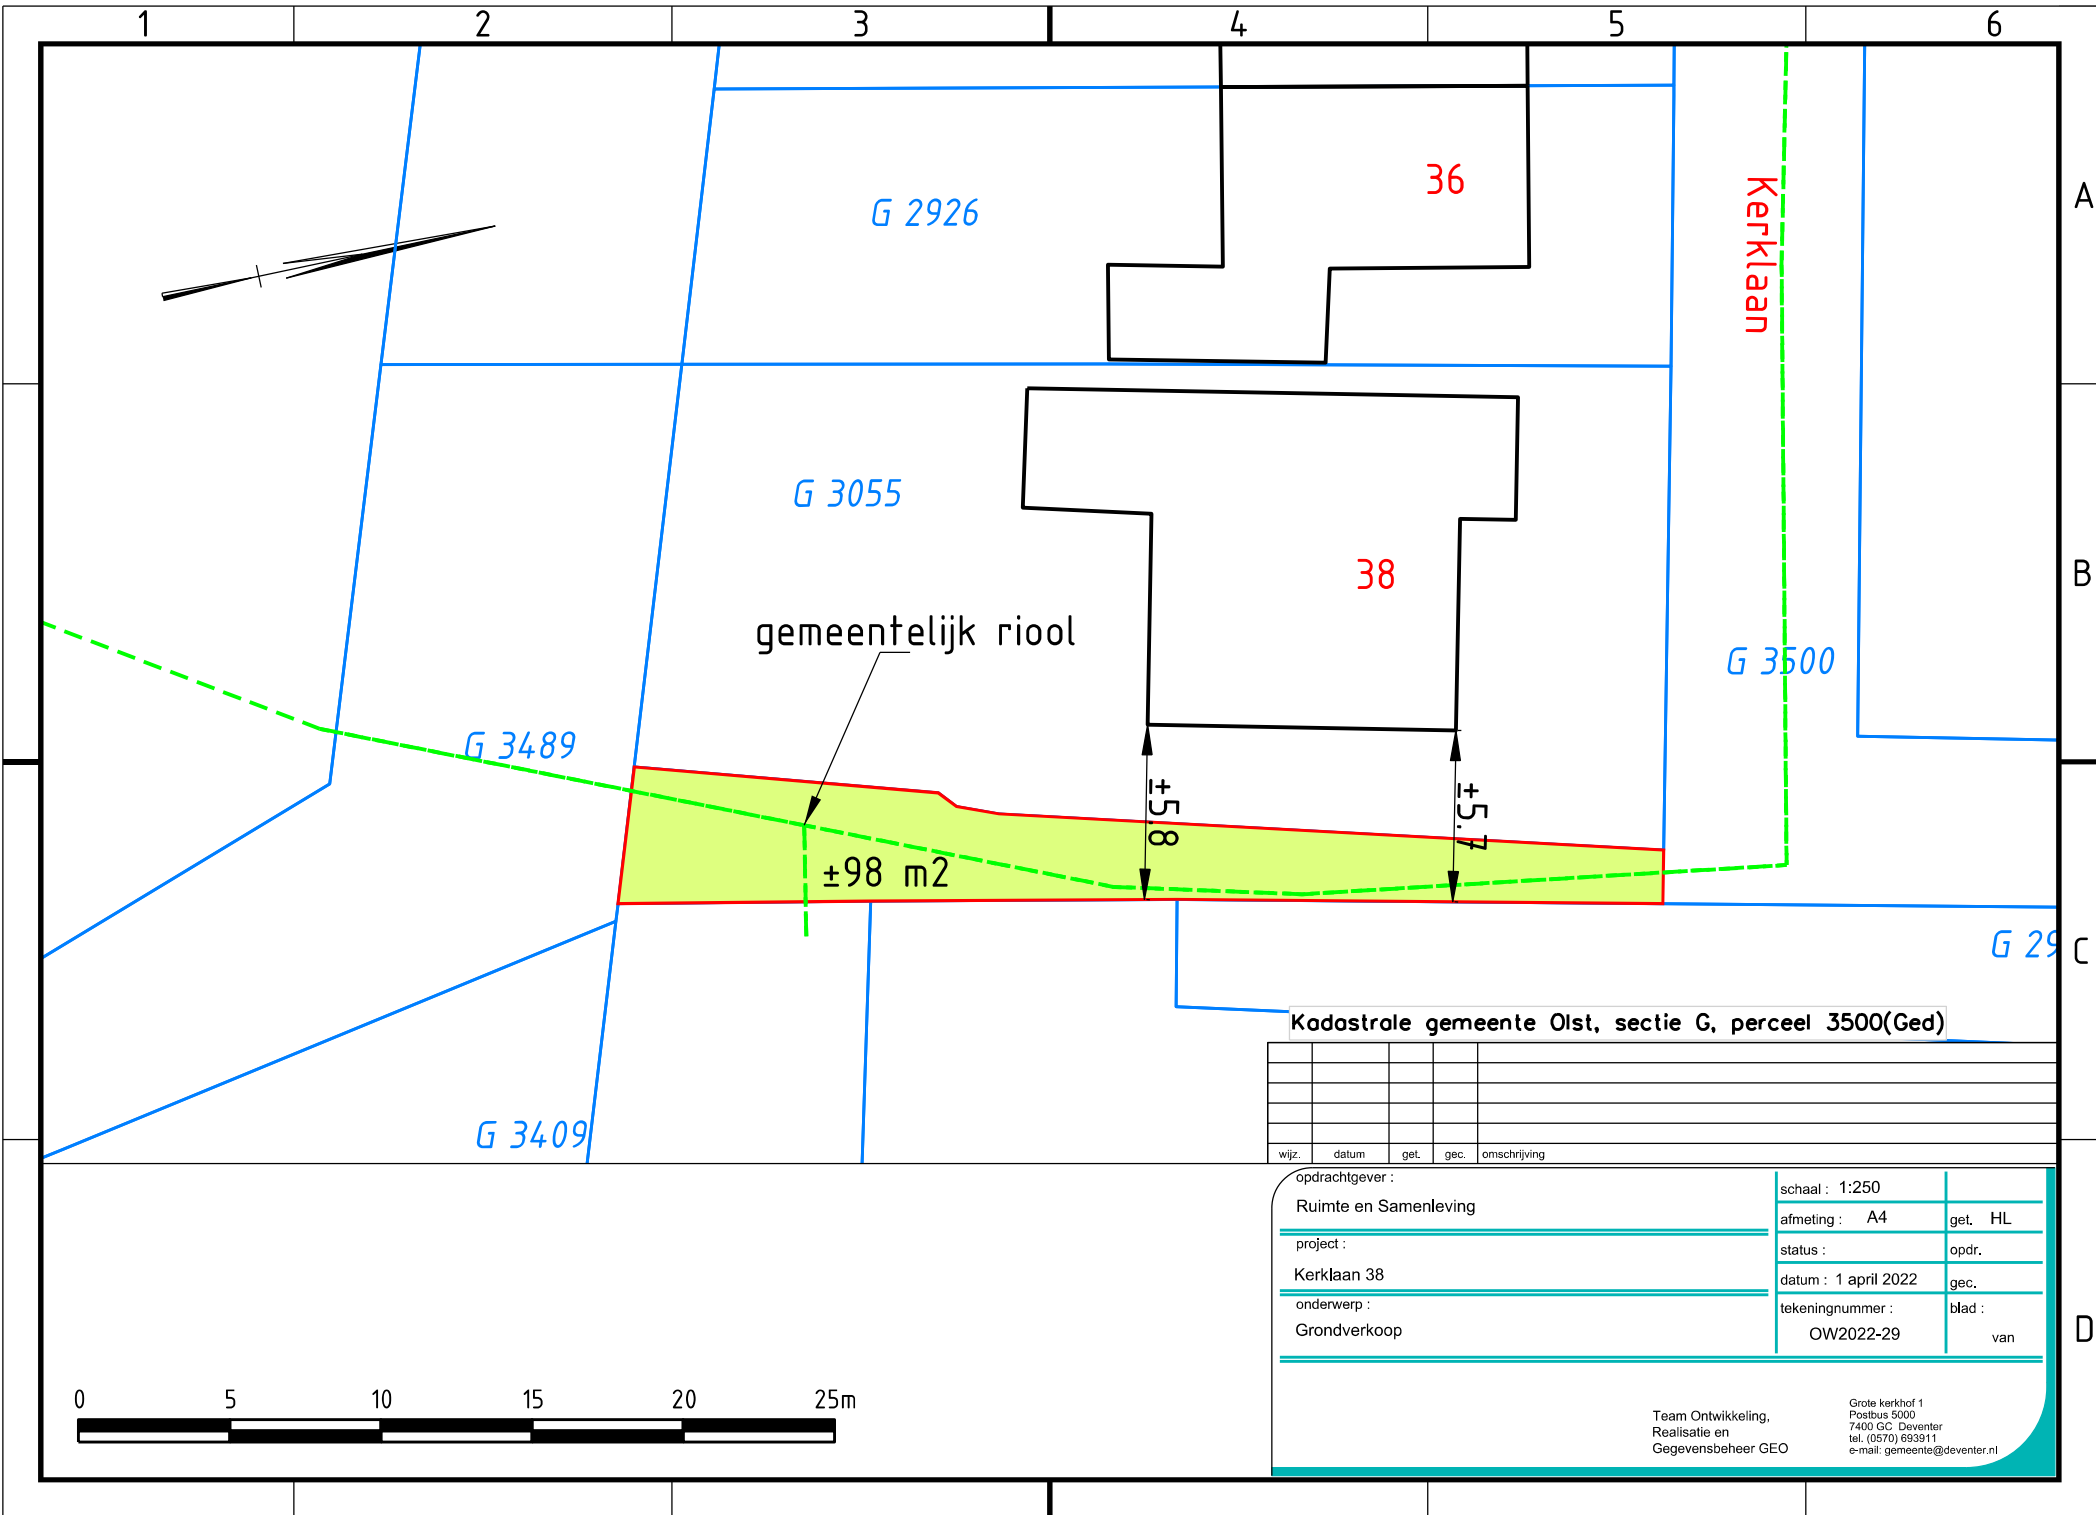 1 2 3 4 5 6
A
B
C
D
36
Kerklaan
G 2926
G 3055
38
gemeentelijk riool
G 3500
G 3489
±5.8
±5.7
±98 m2
G 29
G 3409
Kadastrale gemeente Olst, sectie G, perceel 3500(Ged)
wijz. datum get. gec. omschrijving
opdrachtgever :
Ruimte en Samenleving
project :
Kerklaan 38
onderwerp :
Grondverkoop
schaal : 1:250
afmeting : A4 get. HL
status : opdr.
datum : 1 april 2022 gec.
tekeningnummer : blad :
OW2022-29 van
0 5 10 15 20 25m
Team Ontwikkeling,
Realisatie en
Gegevensbeheer GEO
Grote kerkhof 1
Postbus 5000
7400 GC Deventer
tel. (0570) 693911
e-mail: gemeente@deventer.nl